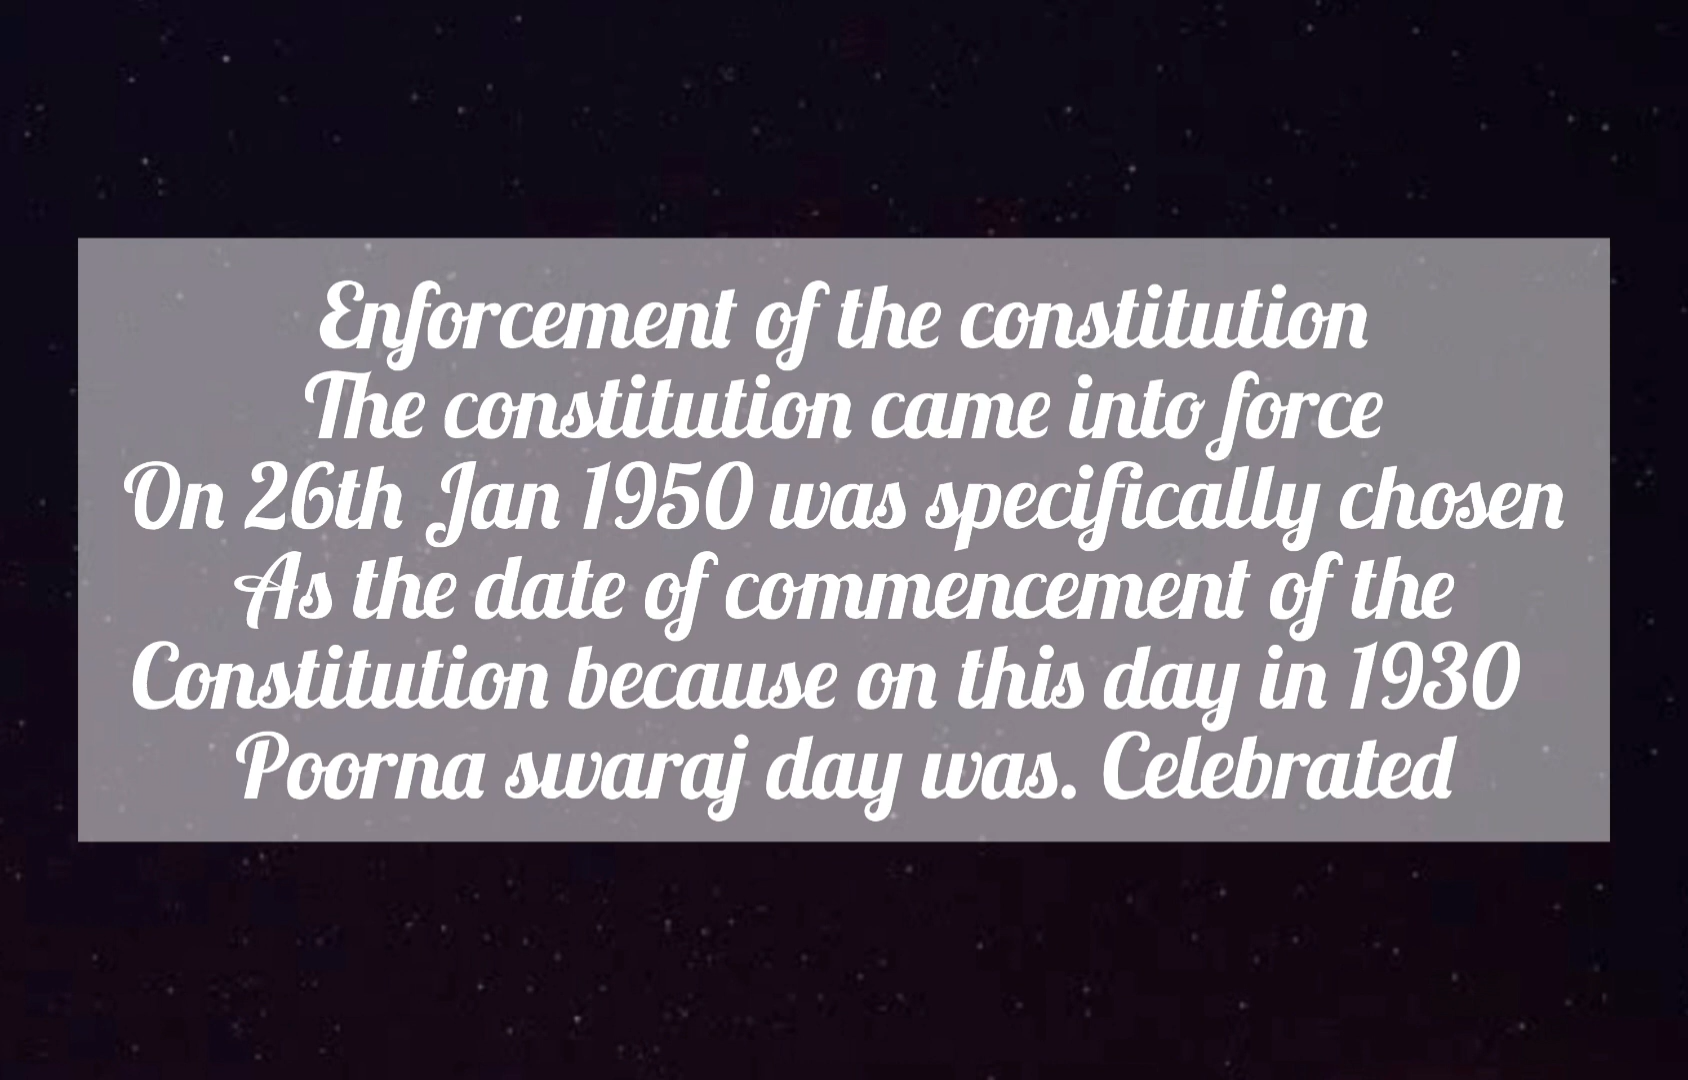 Enforcement of the constitution
The constitution came into force
On 26th Jan 1950 was specifically chosen
As the date of commencement of the
Constitution because on this day in 1930
Poorna swaraj day was. Celebrated